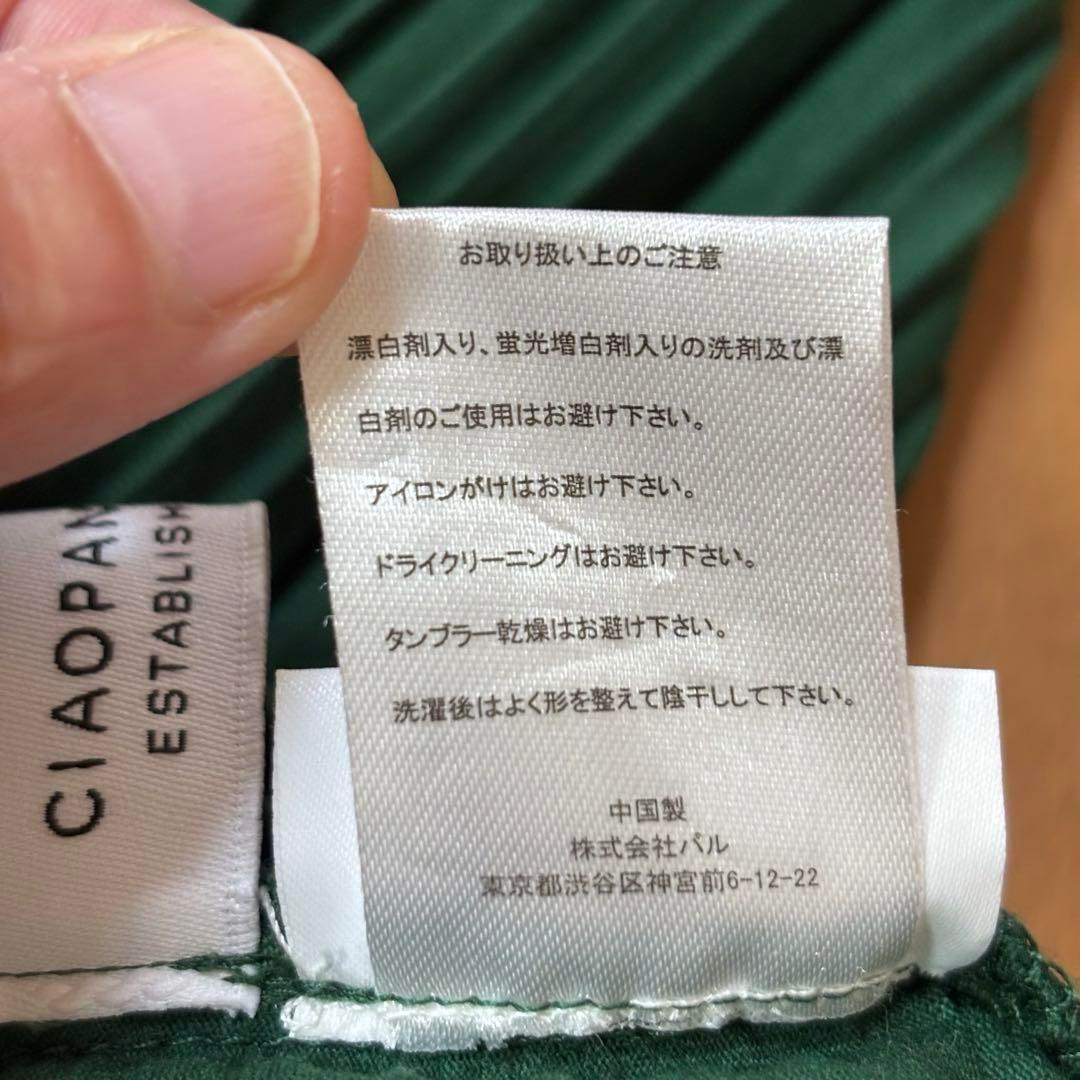 お取り扱い上のご注意
漂白剤入り、蛍光増白剤入りの洗剤及び漂
白剤のご使用はお避け下さい。
アイロンがけはお避け下さい。
ドライクリーニングはお避け下さい。
タンブラー乾燥はお避け下さい。
洗濯後はよく形を整えて陰干しして下さい。
中国製
株式会社パル
東京都渋谷区神宮前6-12-22
CIAOPAN
ESTABLISH